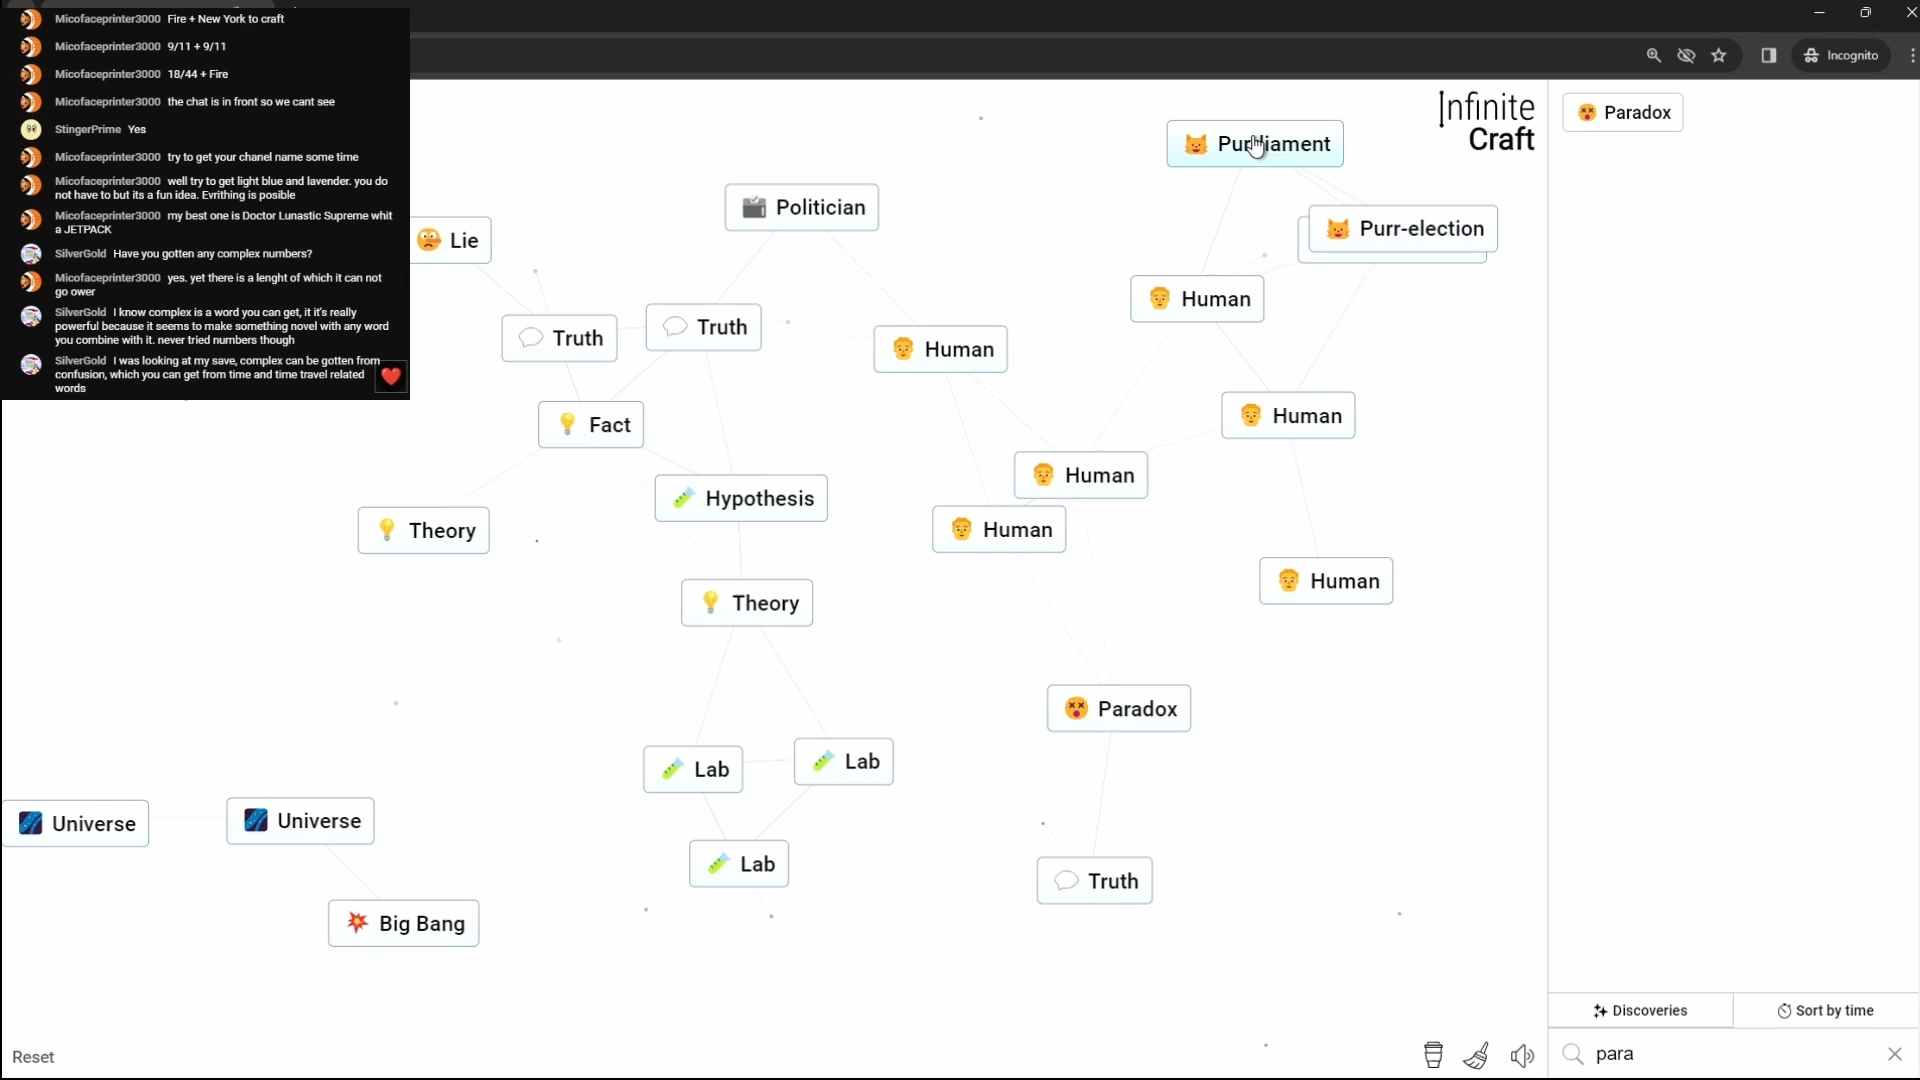 Micofaceprinter3000 Fire + New York to craft
Micofaceprinter3000 9/11 + 9/11
Micofaceprinter3000 18/44 + Fire
Micofaceprinter3000 the chat is in front so we cant see
StingerPrime Yes
Micofaceprinter3000 try to get your chanel name some time
Micofaceprinter3000 well try to get light blue and lavender. you do
not have to but its a fun idea. Evrithing is posible
Micofaceprinter3000 my best one is Doctor Lunastic Supreme whit
a JETPACK
SilverGold Have you gotten any complex numbers?
Micofaceprinter3000 yes. yet there is a lenght of which it can not
go ower
SilverGold I know complex is a word you can get, it it's really
powerful because it seems to make something novel with any word
you combine with it. never tried numbers though
SilverGold I was looking at my save, complex can be gotten from
confusion, which you can get from time and time travel related
words
Incognito
Infinite
Craft
Paradox
Politician
Purr-election
Lie
Human
Truth
Truth
Human
Human
Fact
Human
Hypothesis
Human
Theory
Human
Theory
Paradox
Lab
Lab
Universe
Universe
Lab
Truth
Big Bang
Discoveries
Sort by time
Reset
para